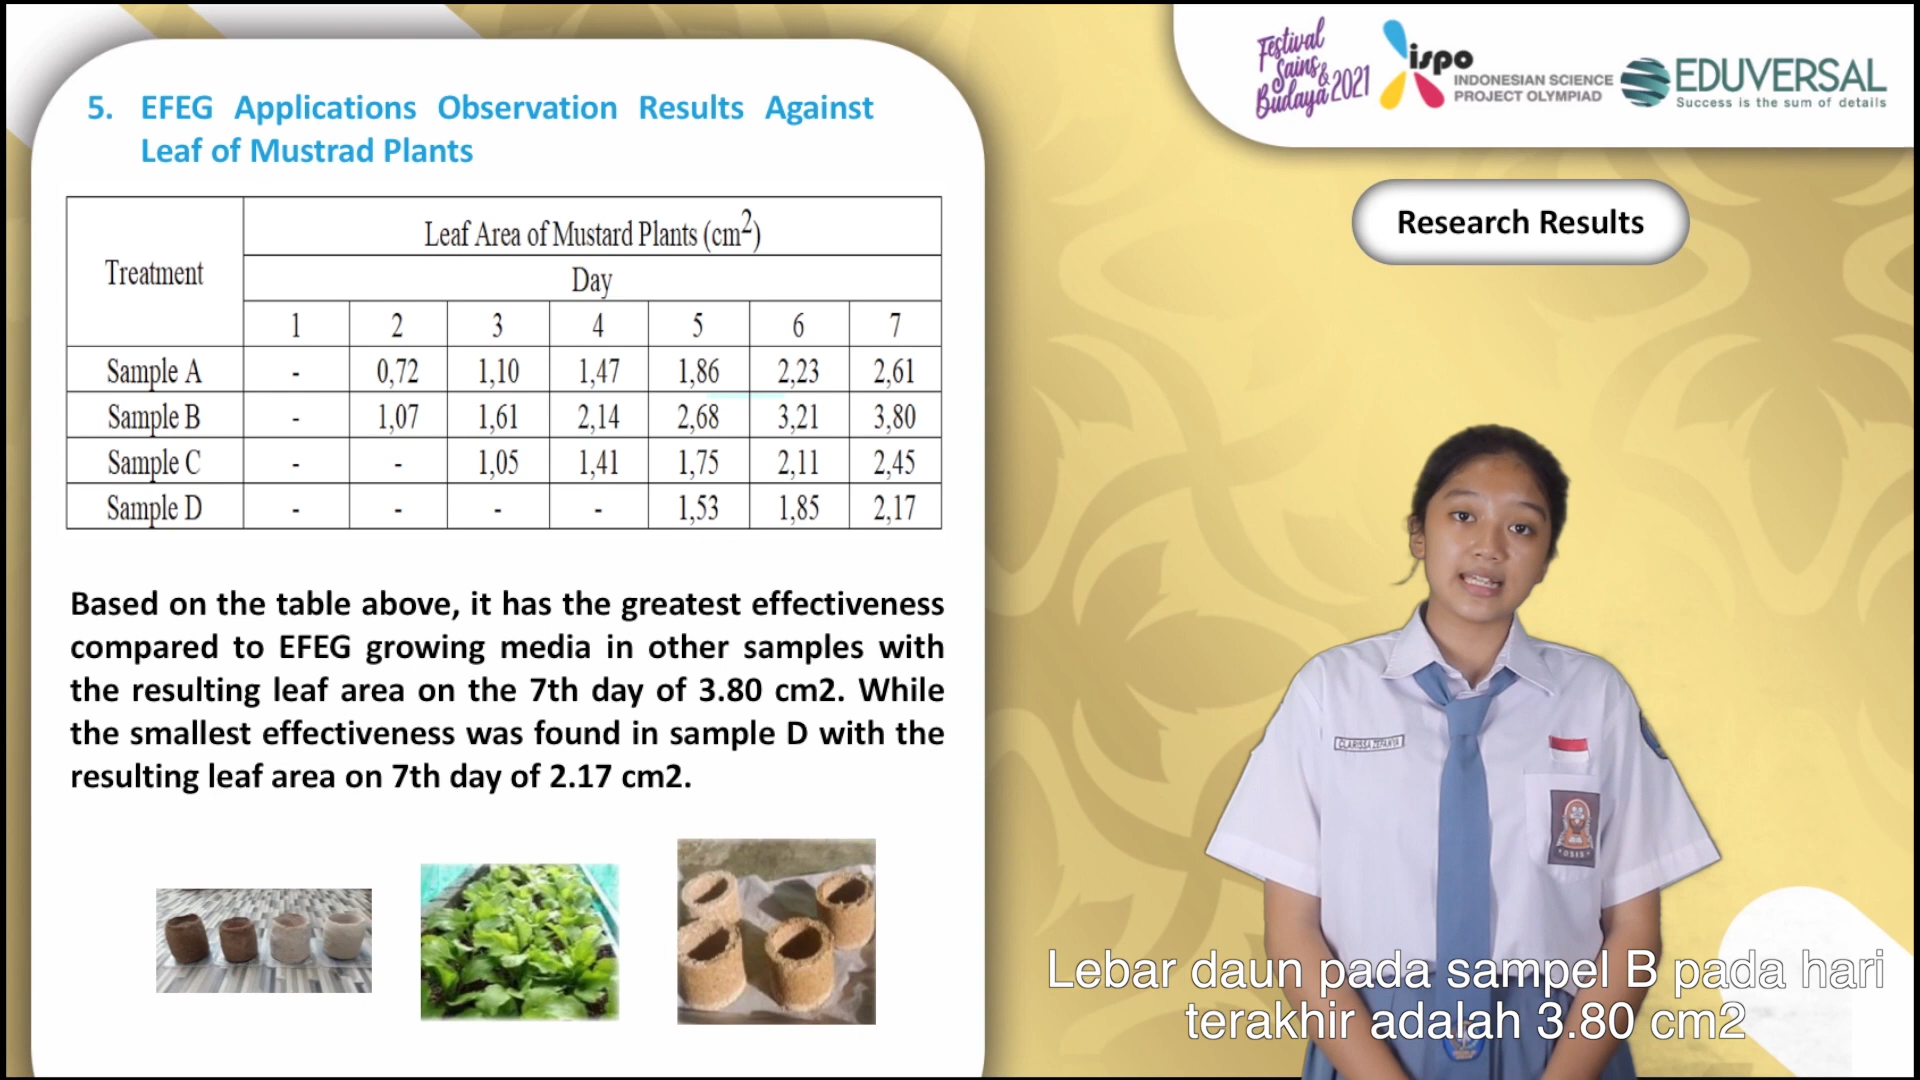 5. EFEG Applications Observation Results Against
Leaf of Mustrad Plants
Treatment
Leaf Area of Mustard Plants (cm2)
Day
1 2 3 4 5 6 7
Sample A - 0,72 1,10 1,47 1,86 2,23 2,61
Sample B - 1,07 1,61 2,14 2,68 3,21 3,80
Sample C - - 1,05 1,41 1,75 2,11 2,45
Sample D - - - - 1,53 1,85 2,17
Based on the table above, it has the greatest effectiveness
compared to EFEG growing media in other samples with
the resulting leaf area on the 7th day of 3.80 cm2. While
the smallest effectiveness was found in sample D with the
resulting leaf area on 7th day of 2.17 cm2.
Festival
Sains &
Budaya 2021
ispo
INDONESIAN SCIENCE
PROJECT OLYMPIAD
EDUVERSAL
Success is the sum of details
Research Results
CLARISSA ZEFANYA
OSIS
Lebar daun pada sampel B pada hari
terakhir adalah 3.80 cm2